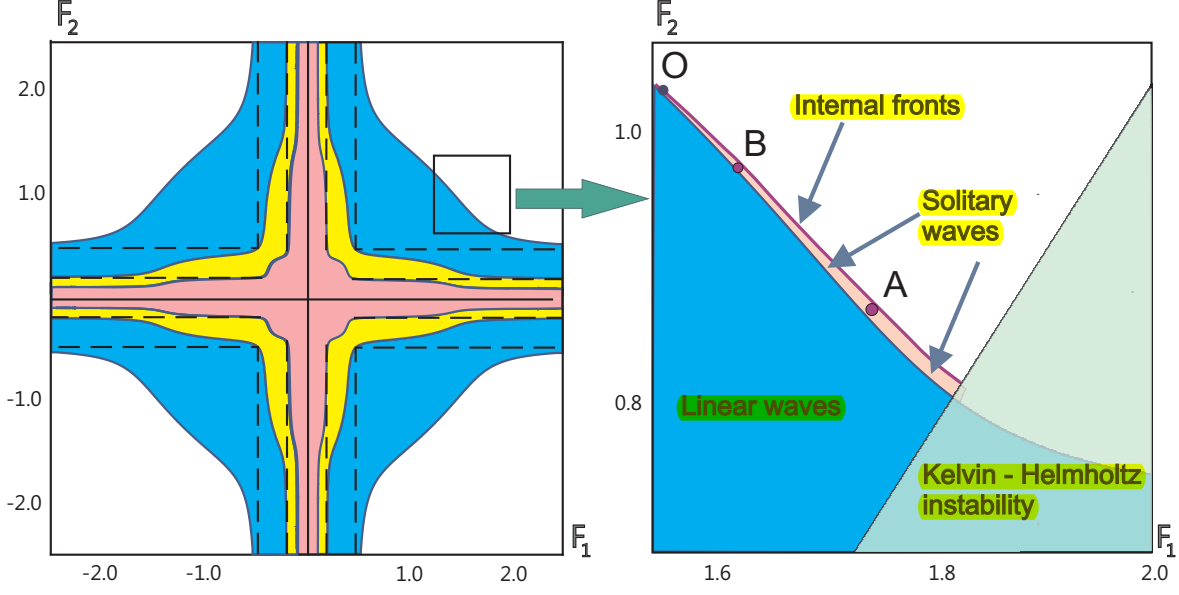 𝔽2
2.0
1.0
-1.0
-2.0
-2.0
-1.0
1.0
2.0
𝔽1
𝔽2
O
Internal fronts
1.0
B
Solitary
waves
A
0.8
Linear waves
Kelvin - Helmholtz
instability
𝔽1
1.6
1.8
2.0